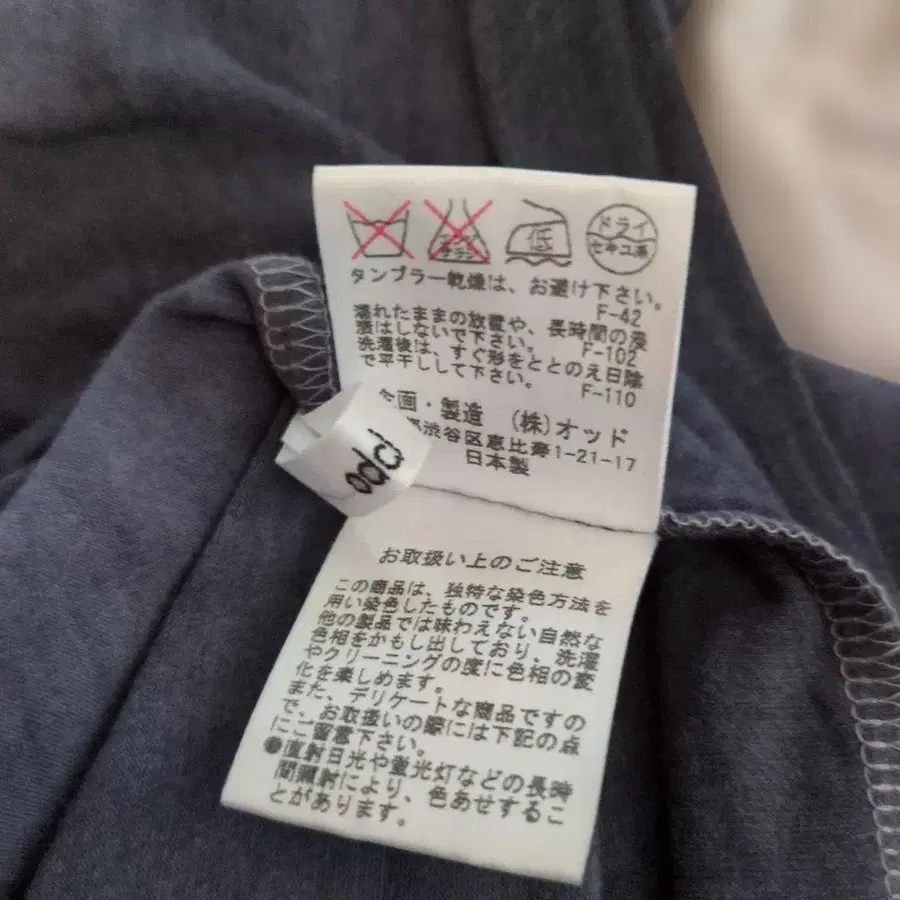 低
ドライ
セキユ系
タンブラー乾燥は、お避け下さい。
F-42
濡れたままの放置や、長時間の浸
漬はしないで下さい。 F-102
洗濯後は、すぐ形をととのえ日陰
で平干しして下さい。 F-110
企画・製造 (株)オッド
渋谷区恵比寿1-21-17
日本製
odd
お取扱い上のご注意
この商品は、独特な染色方法を
用い染色したものです。
他の製品では味わえない自然な
色相をかもし出しており、洗濯
やクリーニングの度に色相の変
化を楽しめます。
また、デリケートな商品ですの
で、お取扱いの際には下記の点
にご留意下さい。
●直射日光や蛍光灯などの長時
間照射により、色あせするこ
とがあります。